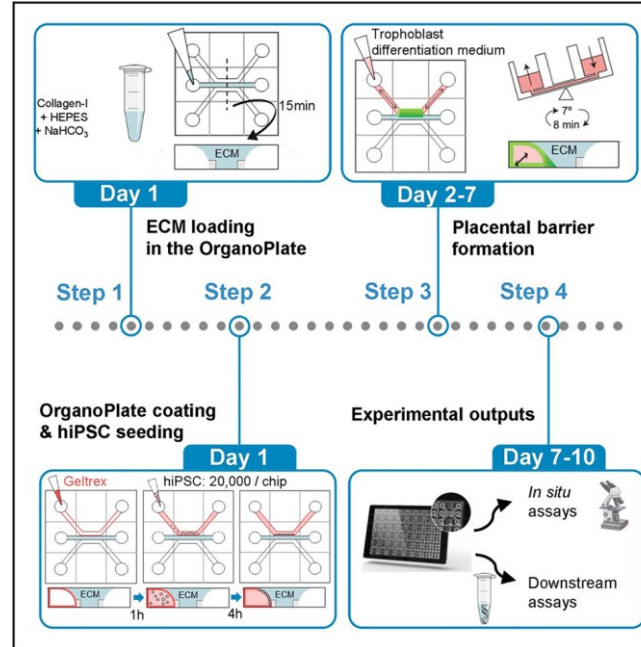 Collagen-I
+ HEPES
+ NaHCO₃
15min
ECM
Day 1
Trophoblast
differentiation medium
7º
8 min
ECM
Day 2-7
ECM loading
in the OrganoPlate
Placental barrier
formation
Step 1
Step 2
Step 3
Step 4
OrganoPlate coating
& hiPSC seeding
Day 1
Experimental outputs
Day 7-10
Geltrex
hiPSC: 20,000 / chip
ECM
1h
ECM
4h
ECM
In situ
assays
Downstream
assays